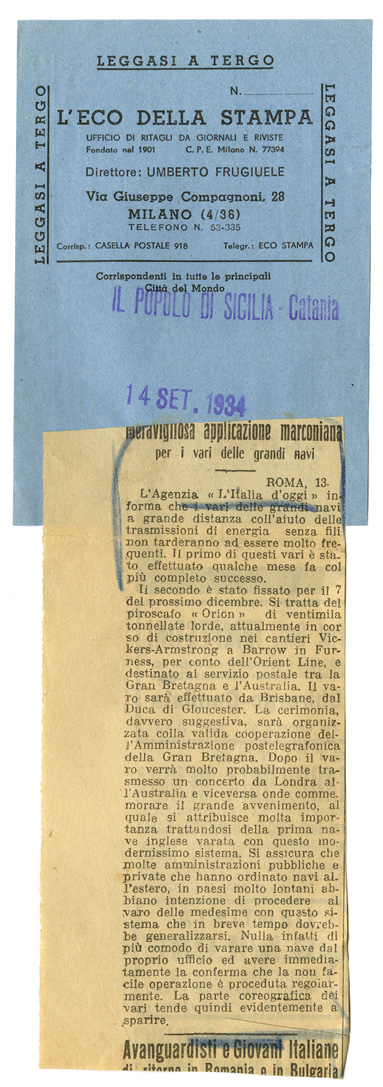 LEGGASI A TERGO
LEGGASI A TERGO
N.
L'ECO DELLA STAMPA
UFFICIO DI RITAGLI DA GIORNALI E RIVISTE
Fondato nel 1901 C. P. E. Milano N. 77394
Direttore: UMBERTO FRUGIUELE
Via Giuseppe Compagnoni, 28
MILANO (4/36)
TELEFONO N. 53-335
Corrisp.: CASELLA POSTALE 918 Telegr.: ECO STAMPA
LEGGASI A TERGO
Corrispondenti in tutte le principali
Città del Mondo
IL POPOLO DI SICILIA - Catania
14 SET. 1934
meravigliosa applicazione marconiana
per i vari delle grandi navi
ROMA, 13.
L'Agenzia « L'Italia d'oggi » in-
forma che i vari delle grandi navi
a grande distanza coll'aiuto delle
trasmissioni di energia senza fili
non tarderanno ad essere molto fre-
quenti. Il primo di questi vari è sta-
to effettuato qualche mese fa col
più completo successo.
Il secondo è stato fissato per il 7
del prossimo dicembre. Si tratta del
piroscafo « Orion » di ventimila
tonnellate lorde, attualmente in cor
so di costruzione nei cantieri Vic-
kers-Armstrong a Barrow in Fur-
ness, per conto dell'Orient Line, e
destinato al servizio postale tra la
Gran Bretagna e l'Australia. Il va-
ro sarà effettuato da Brisbane, dal
Duca di Gloucester. La cerimonia,
davvero suggestiva, sarà organiz-
zata colla valida cooperazione del-
l'Amministrazione postelegrafonica
della Gran Bretagna. Dopo il va-
ro verrà molto probabilmente tra-
smesso un concerto da Londra al-
l'Australia e viceversa onde comme.
morare il grande avvenimento, al
quale si attribuisce molta impor-
tanza trattandosi della prima na-
ve inglese varata con questo mo-
dernissimo sistema. Si assicura che
molte amministrazioni pubbliche e
private che hanno ordinato navi al.
l'estero, in paesi molto lontani ab-
biano intenzione di procedere al
varo delle medesime con questo si-
stema che in breve tempo dovreb-
be generalizzarsi. Nulla infatti di
più comodo di varare una nave dal
proprio ufficio ed avere immedia-
tamente la conferma che la non fa-
cile operazione è proceduta regolar-
mente. La parte coreografica dei
vari tende quindi evidentemente a
sparire.
Avanguardisti e Giovani Italiane
di ritorno in Romania e in Bulgaria